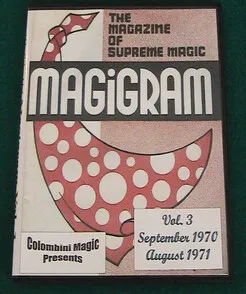 THE
MAGAZINE
OF
SUPREME MAGIC
MAGiGRAM
Vol. 3
September 1970
August 1971
Colombini Magic
Presents